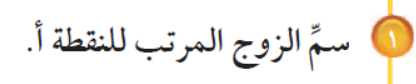 ١ سمِّ الزوج المرتب للنقطة أ.